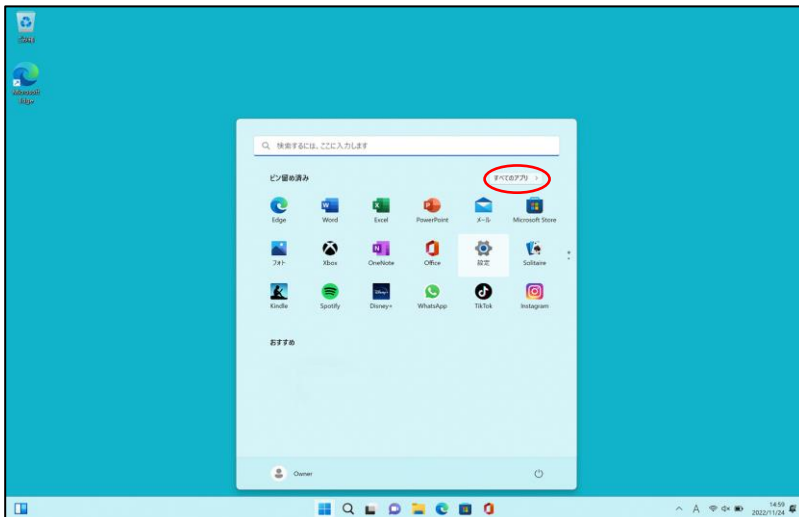 ごみ箱
Microsoft
Edge
検索するには、ここに入力します
ピン留め済み
すべてのアプリ >
Edge
Word
Excel
PowerPoint
メール
Microsoft Store
フォト
Xbox
OneNote
Office
設定
Solitaire
Kindle
Spotify
Disney+
WhatsApp
TikTok
Instagram
おすすめ
Owner
A
14:59
2022/11/24